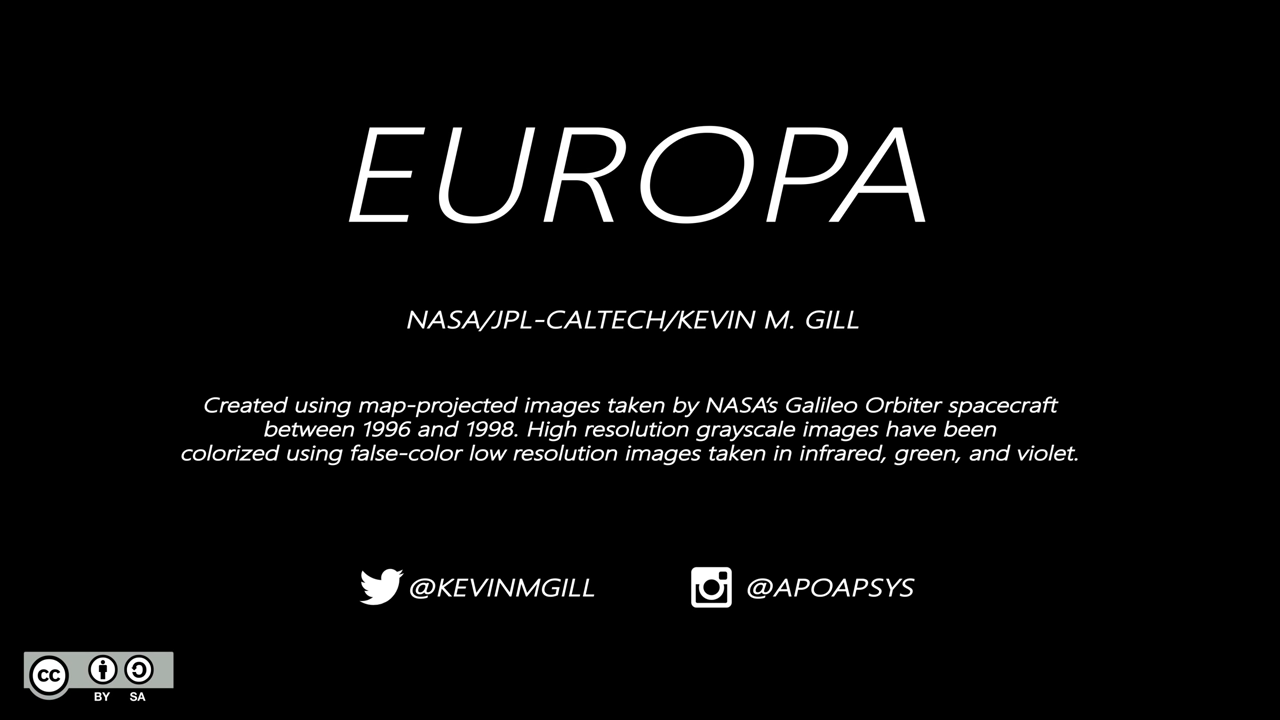 EUROPA
NASA/JPL-CALTECH/KEVIN M. GILL
Created using map-projected images taken by NASA's Galileo Orbiter spacecraft
between 1996 and 1998. High resolution grayscale images have been
colorized using false-color low resolution images taken in infrared, green, and violet.
@KEVINMGILL @APOAPSYS
cc
BY SA